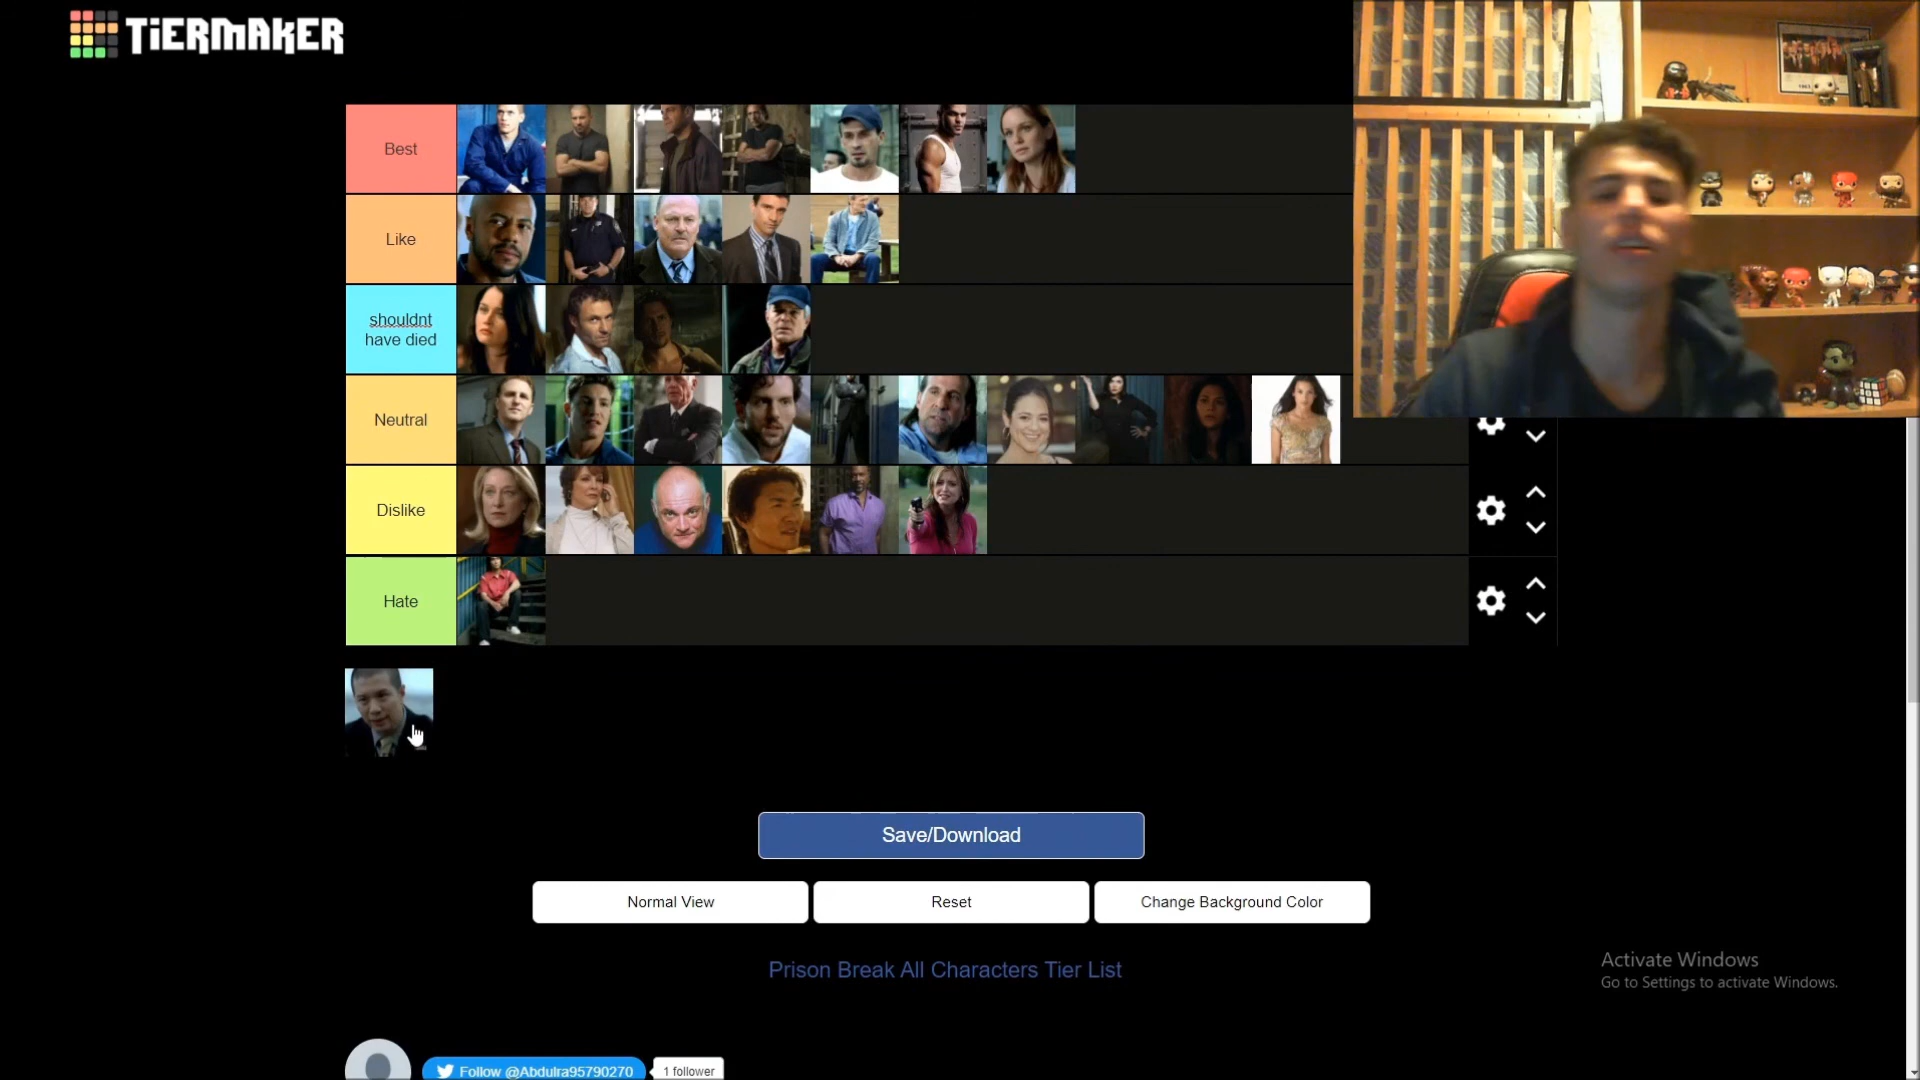 TiERMAKER
Best
Like
shouldnt
have died
Neutral
Dislike
Hate
Save/Download
Normal View
Reset
Change Background Color
Prison Break All Characters Tier List
Activate Windows
Go to Settings to activate Windows.
Follow @Abdulra95790270
1 follower